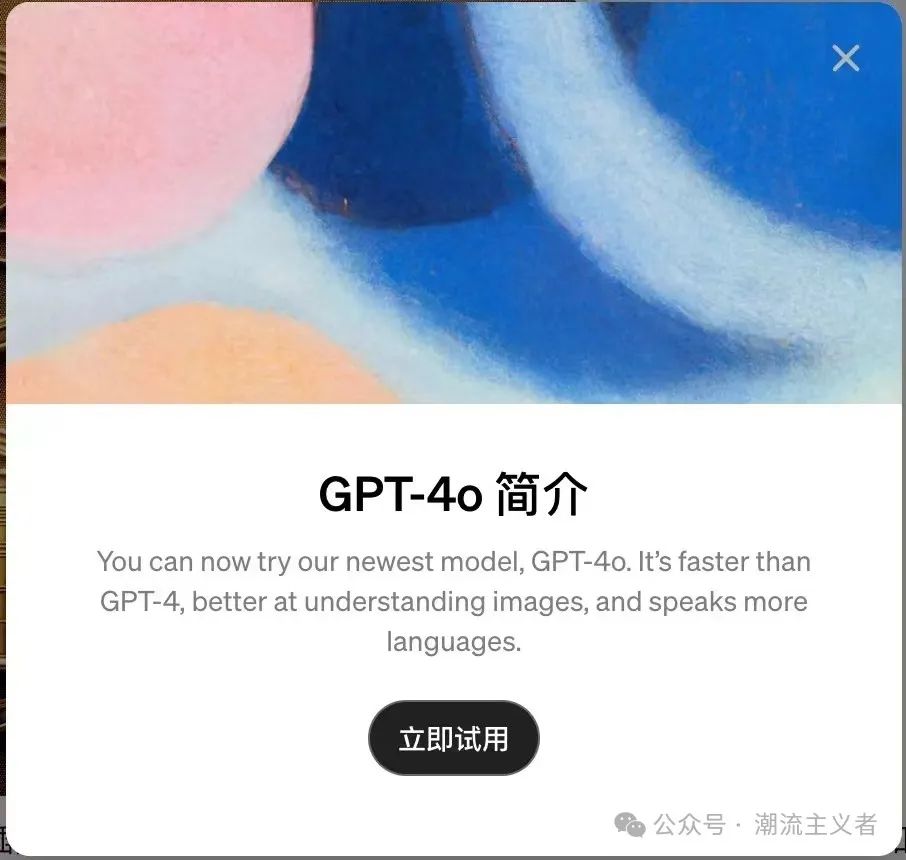 GPT-4o 简介
You can now try our newest model, GPT-4o. It’s faster than
GPT-4, better at understanding images, and speaks more
languages.
立即试用
公众号 · 潮流主义者